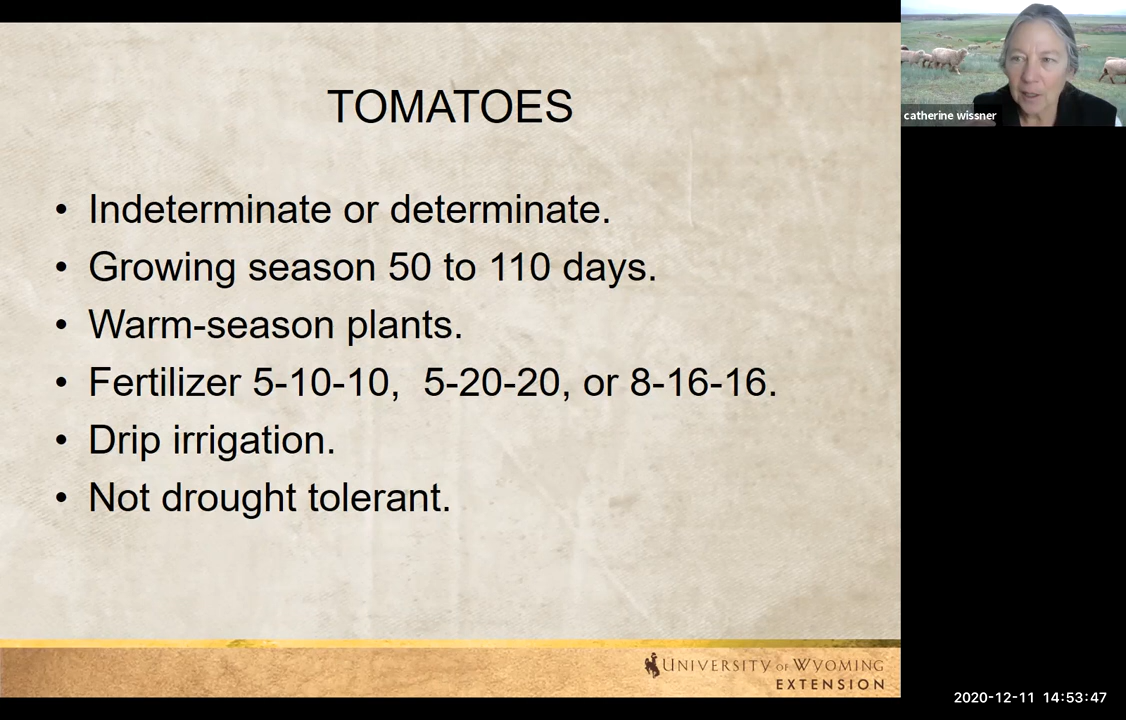 TOMATOES
• Indeterminate or determinate.
• Growing season 50 to 110 days.
• Warm-season plants.
• Fertilizer 5-10-10,  5-20-20, or 8-16-16.
• Drip irrigation.
• Not drought tolerant.
UNIVERSITY OF WYOMING
EXTENSION
catherine wissner
2020-12-11 14:53:47